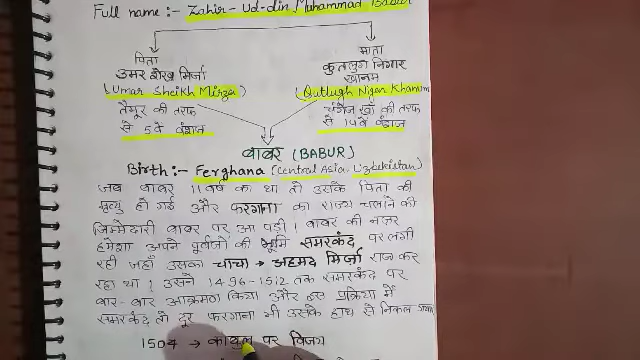 Full name :- Zahir-Ud-din Muhammad Babur
पिता
माता
उमर शेख मिर्जा
कुतलुग निगार खानम
(Umar Sheikh Mirza)
(Qutlugh Nigar Khanum)
तैमूर की तरफ
चंगेज खाँ की तरफ
से 5वे वंशज
से 14वे वंशज
बाबर (BABUR)
Birth :- Ferghana (Central Asia, Uzbekistan)
जब बाबर 11 वर्ष का था तो उसके पिता की
मृत्यु हो गई और फरगना का राज्य चलाने की
जिम्मेदारी बाबर पर आ पड़ी। बाबर की नजर
हमेशा अपने पूर्वजों की भूमि समरकंद पर लगी
रही जहाँ उसका चाचा → अहमद मिर्जा राज कर
रहा था। उसने 1496-1512 तक समरकंद पर
बार-बार आक्रमण किया और इस प्रक्रिया में
समरकंद तो दूर फरगना भी उसके हाथ से निकल गया
1504 → काबुल पर विजय